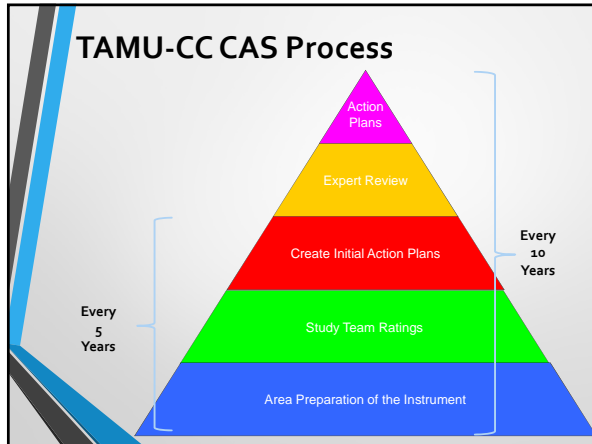 TAMU-CC CAS Process
Action
Plans
Expert Review
Create Initial Action Plans
Every
10
Years
Every
5
Years
Study Team Ratings
Area Preparation of the Instrument